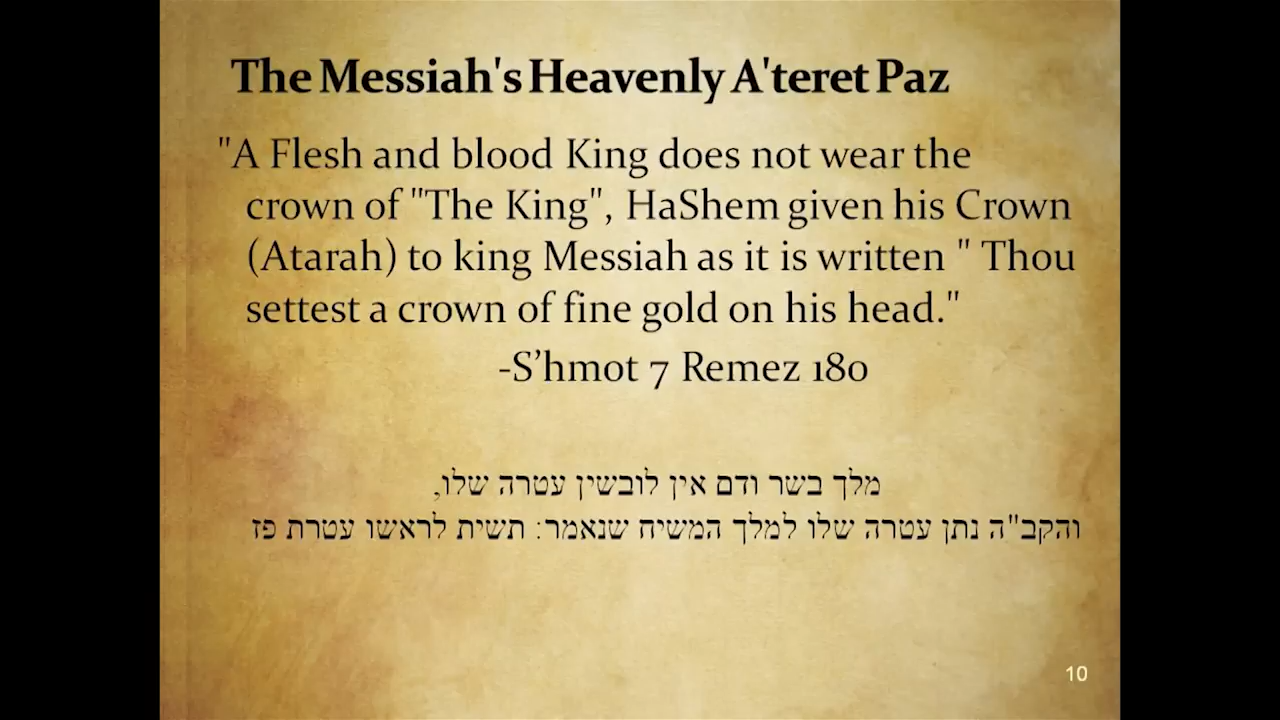 The Messiah's Heavenly A'teret Paz
"A Flesh and blood King does not wear the
crown of "The King", HaShem given his Crown
(Atarah) to king Messiah as it is written " Thou
settest a crown of fine gold on his head."
-S’hmot 7 Remez 180
מלך בשר ודם אין לובשין עטרה שלו,
והקב"ה נתן עטרה שלו למלך המשיח שנאמר: תשית לראשו עטרת פז
10